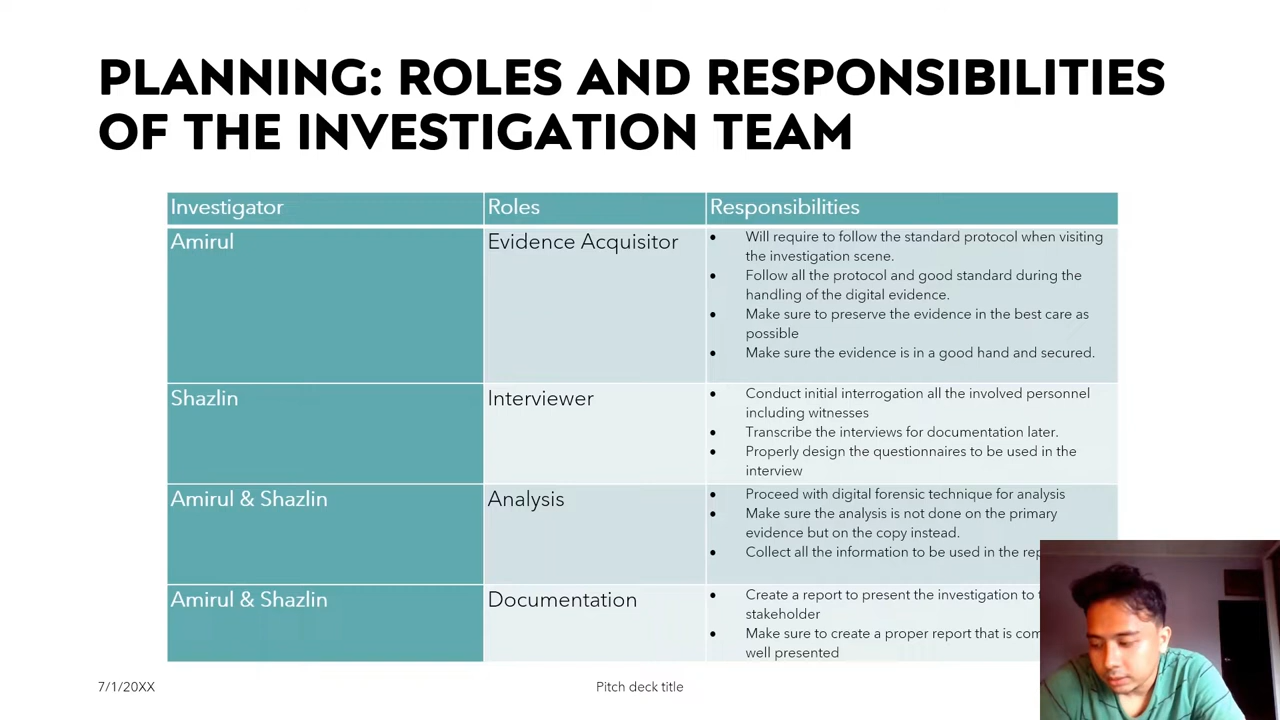 PLANNING: ROLES AND RESPONSIBILITIES
OF THE INVESTIGATION TEAM
Investigator Roles Responsibilities
Amirul Evidence Acquisitor
• Will require to follow the standard protocol when visiting
the investigation scene.
• Follow all the protocol and good standard during the
handling of the digital evidence.
• Make sure to preserve the evidence in the best care as
possible
• Make sure the evidence is in a good hand and secured.
Shazlin Interviewer
• Conduct initial interrogation all the involved personnel
including witnesses
• Transcribe the interviews for documentation later.
• Properly design the questionnaires to be used in the
interview
Amirul & Shazlin Analysis
• Proceed with digital forensic technique for analysis
• Make sure the analysis is not done on the primary
evidence but on the copy instead.
• Collect all the information to be used in the
Amirul & Shazlin Documentation
• Create a report to present the investigation to
stakeholder
• Make sure to create a proper report that is
well presented
7/1/20XX
Pitch deck title